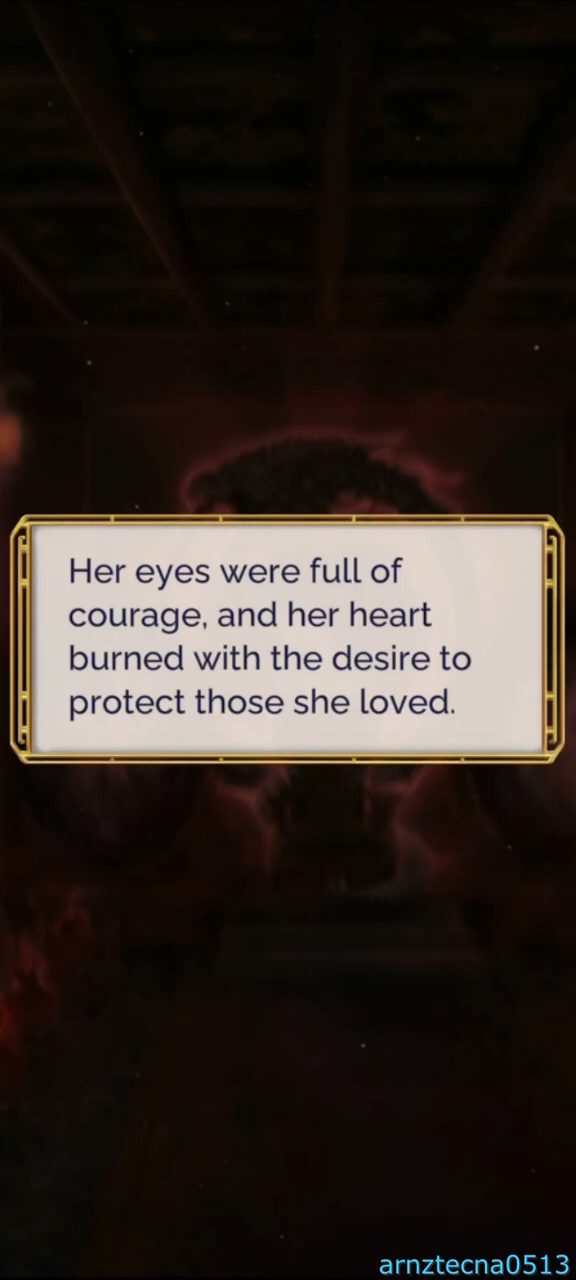 Her eyes were full of
courage, and her heart
burned with the desire to
protect those she loved.
arnztecna0513